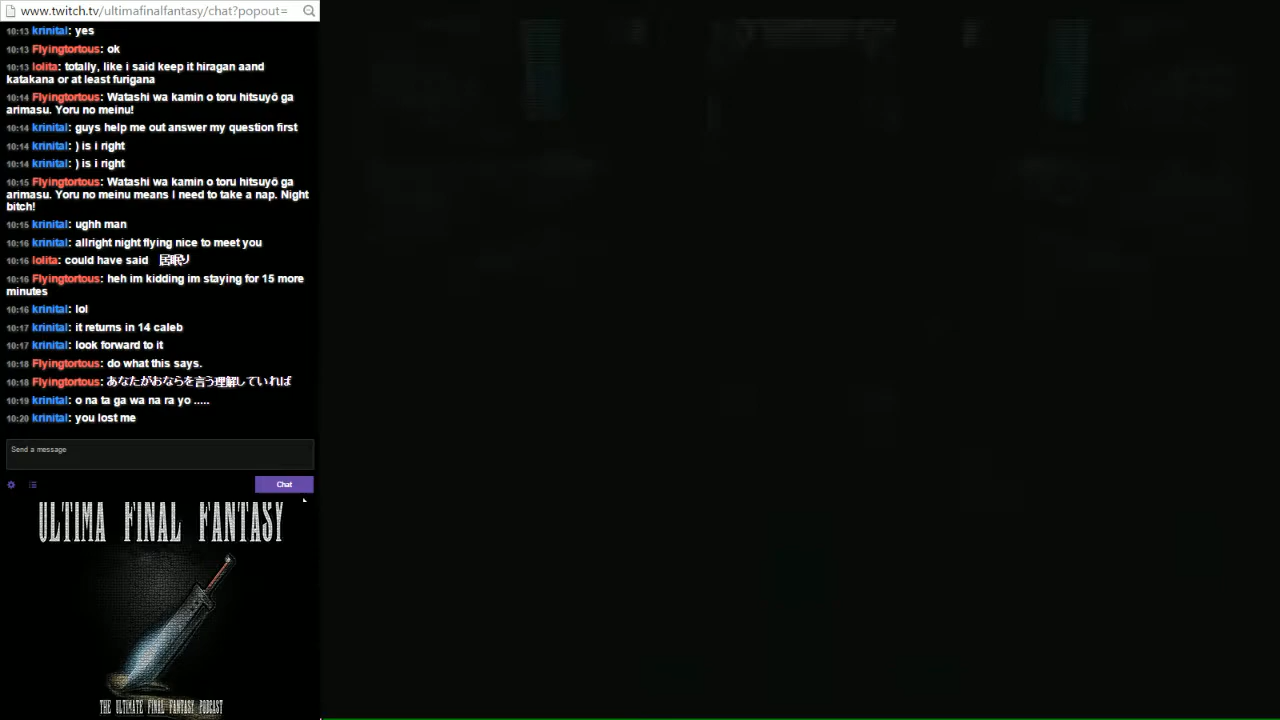 www.twitch.tv/ultimafinalfantasy/chat?popout=
10:13 krinital: yes
10:13 Flyingtortous: ok
10:13 lolita: totally, like i said keep it hiragan aand
katakana or at least furigana
10:14 Flyingtortous: Watashi wa kamin o toru hitsuyō ga
arimasu. Yoru no meinu!
10:14 krinital: guys help me out answer my question first
10:14 krinital: ) is i right
10:14 krinital: ) is i right
10:15 Flyingtortous: Watashi wa kamin o toru hitsuyō ga
arimasu. Yoru no meinu means I need to take a nap. Night
bitch!
10:15 krinital: ughh man
10:16 krinital: allright night flying nice to meet you
10:16 lolita: could have said 居眠り
10:16 Flyingtortous: heh im kidding im staying for 15 more
minutes
10:16 krinital: lol
10:17 krinital: it returns in 14 caleb
10:17 krinital: look forward to it
10:18 Flyingtortous: do what this says.
10:18 Flyingtortous: あなたがおならを言う理解していれば
10:19 krinital: o na ta ga wa na ra yo .....
10:20 krinital: you lost me
Send a message
Chat
ULTIMA FINAL FANTASY
THE ULTIMATE FINAL FANTASY PODCAST